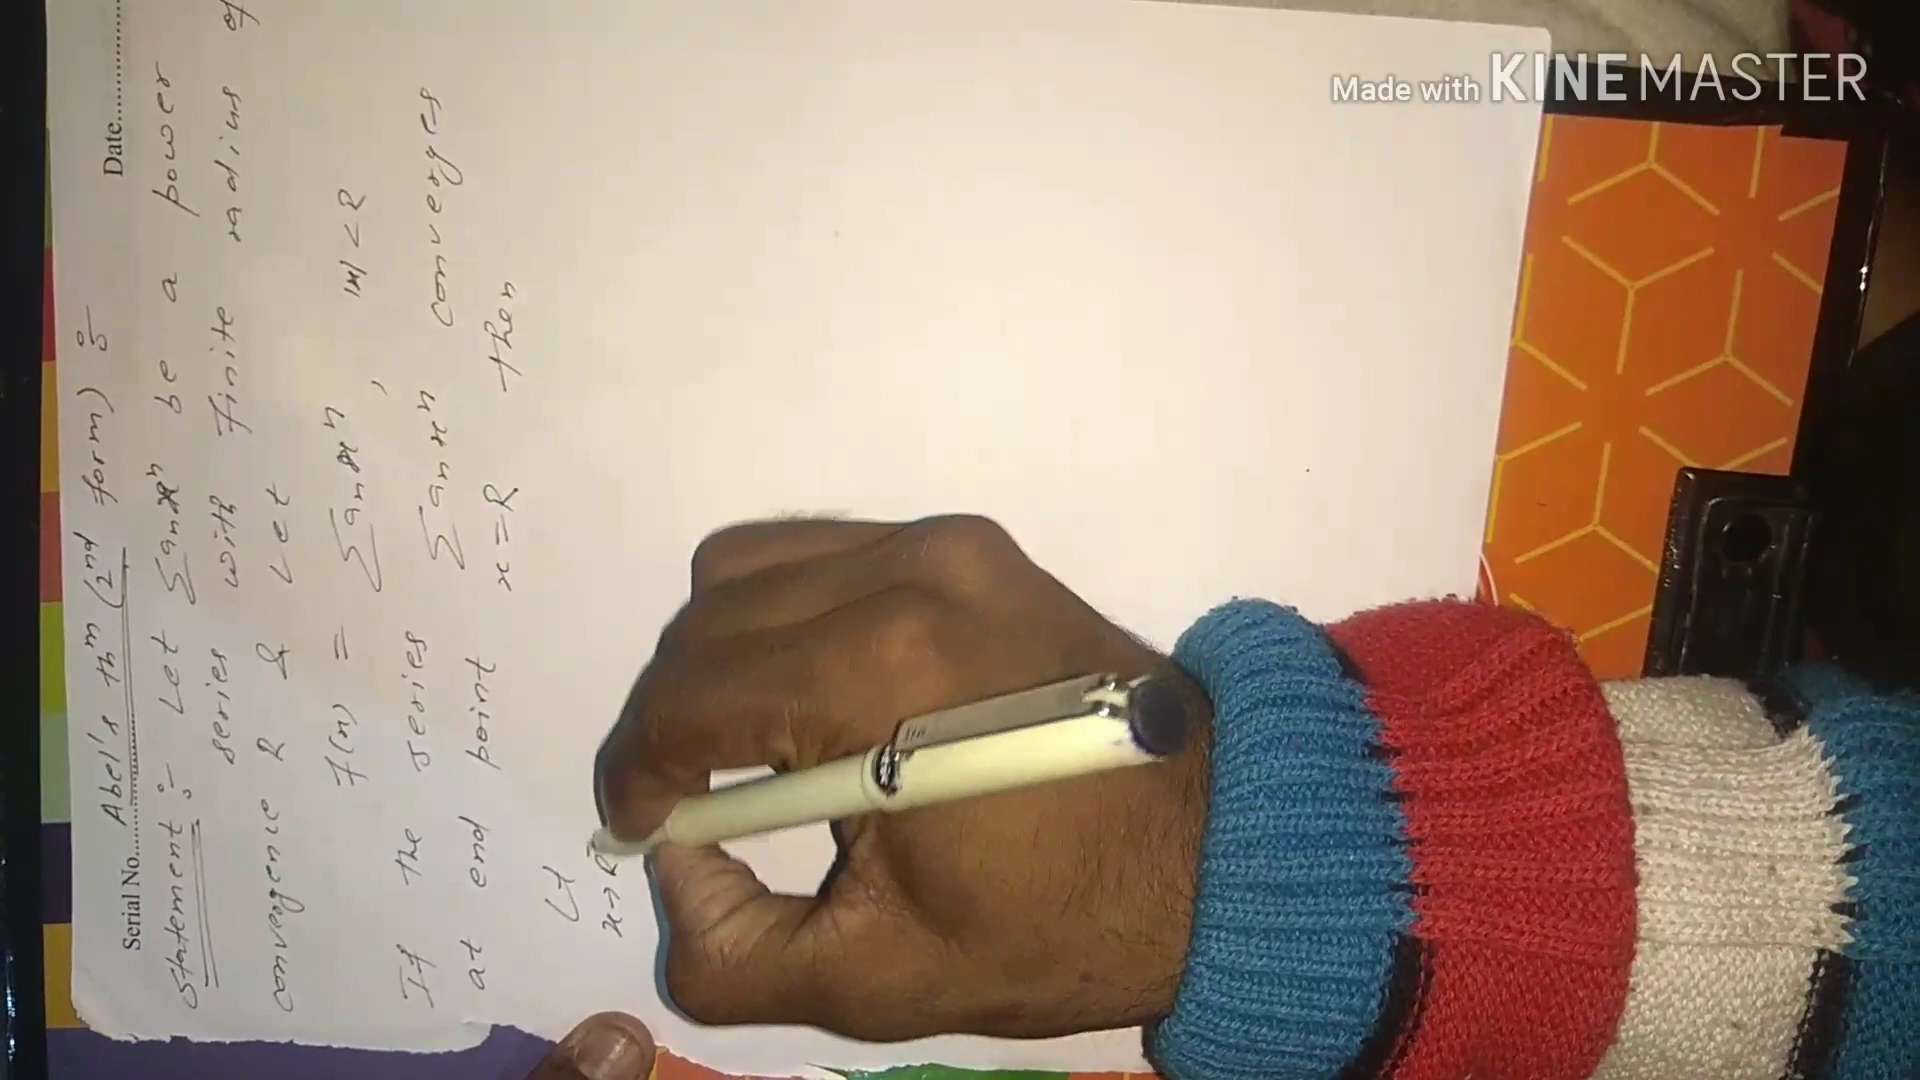 Made with KINEMASTER
Serial No............ Date............
Abel's thm (2nd form) :
Statement :- Let Σanxⁿ be a power
series with finite radius of
convergence R & Let
f(x) = Σanxⁿ , |x|<R
If the series Σanxⁿ converges
at end point x=R then
Lt
x→R⁻